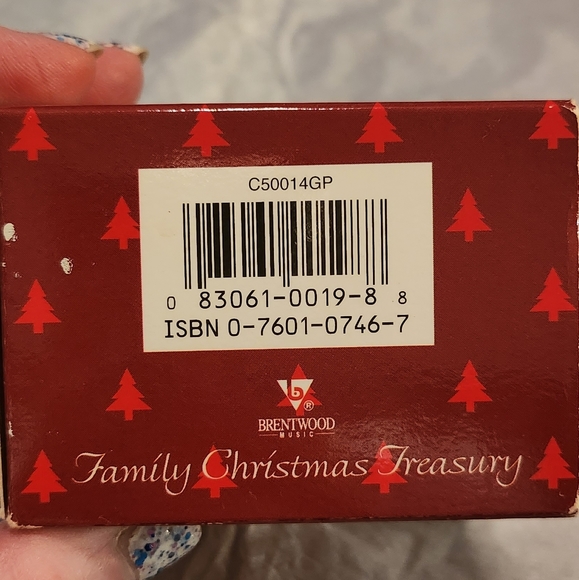 C50014GP
0 83061-0019-8 8
ISBN 0-7601-0746-7
b ®
BRENTWOOD
MUSIC
Family Christmas Treasury